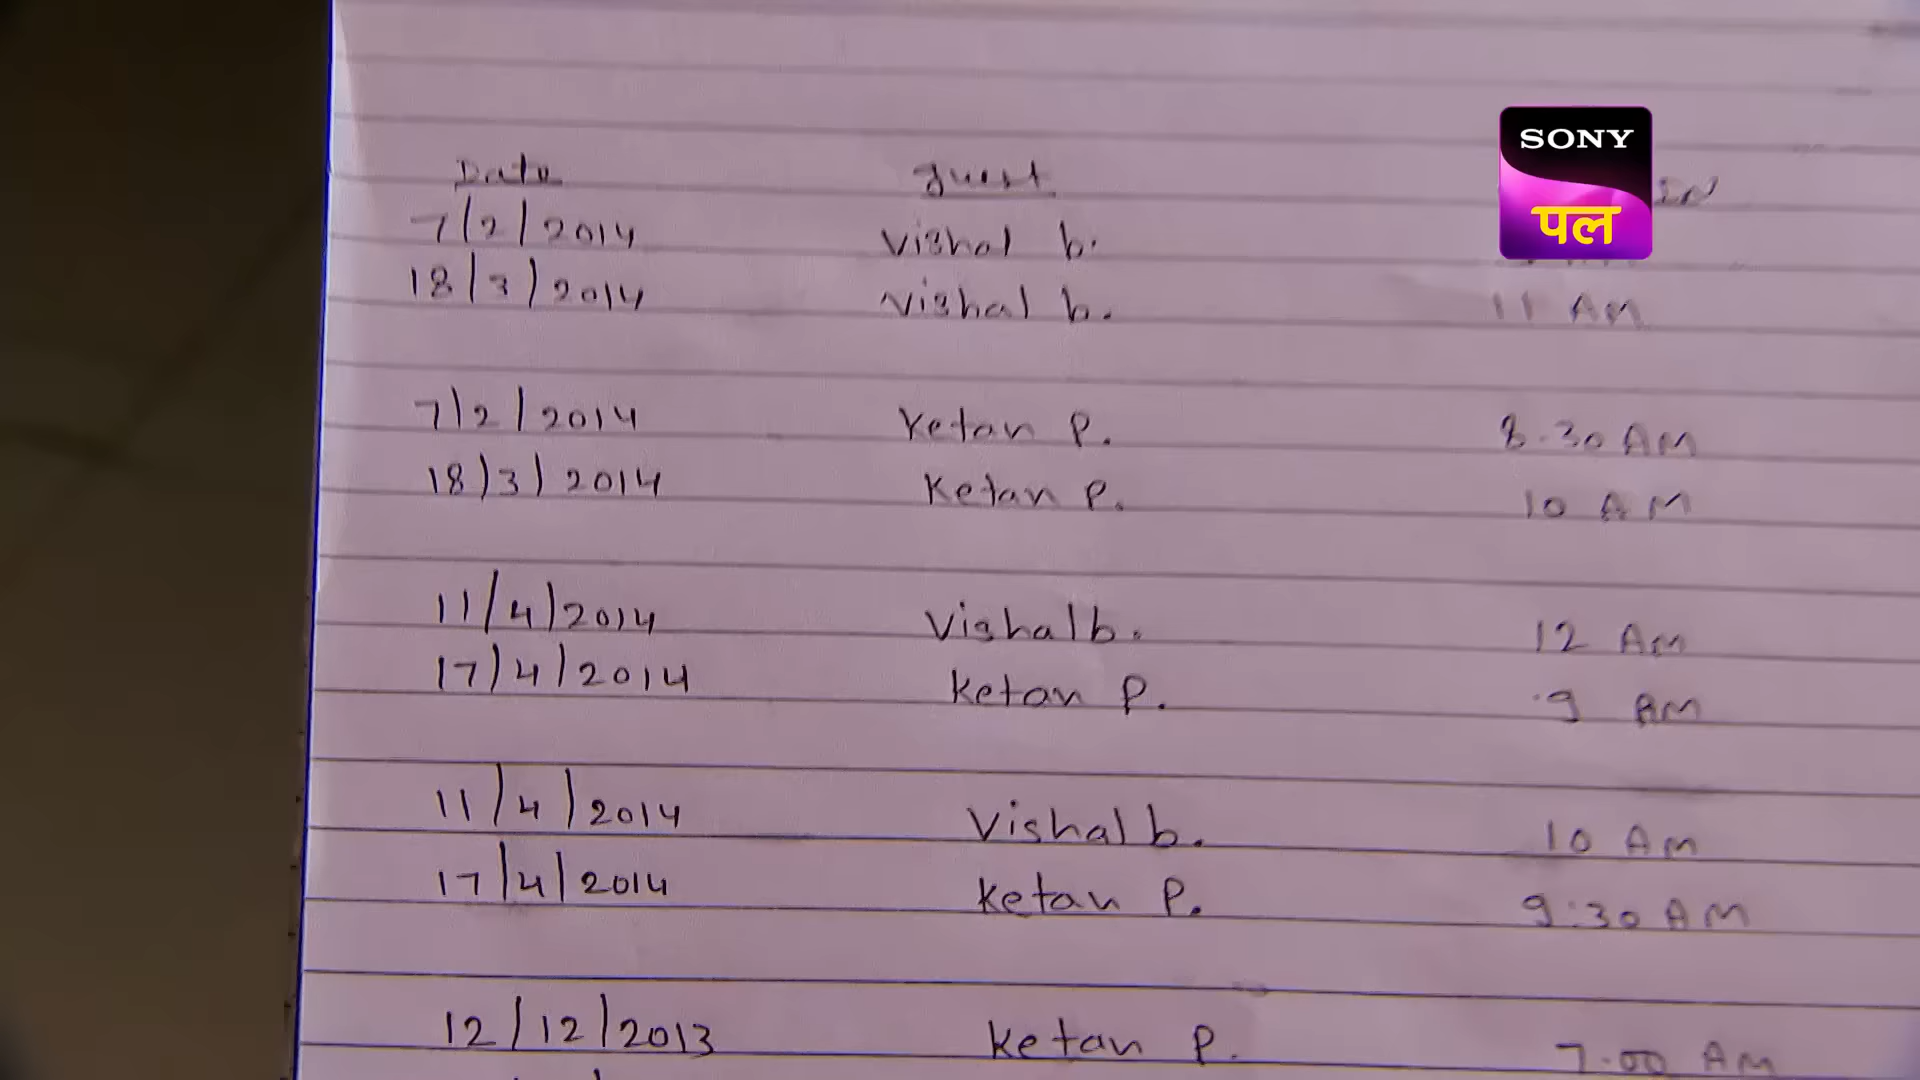 SONY
पल
Date guest IN
7/2/2014 Vishal b.
18/3/2014 Vishal b. 11 AM
7/2/2014 Ketan P. 8.30 AM
18/3/2014 Ketan P. 10 AM
11/4/2014 Vishal b. 12 AM
17/4/2014 Ketan P. 9 AM
11/4/2014 Vishal b. 10 AM
17/4/2014 Ketan P. 9:30 AM
12/12/2013 Ketan P. 7.00 AM